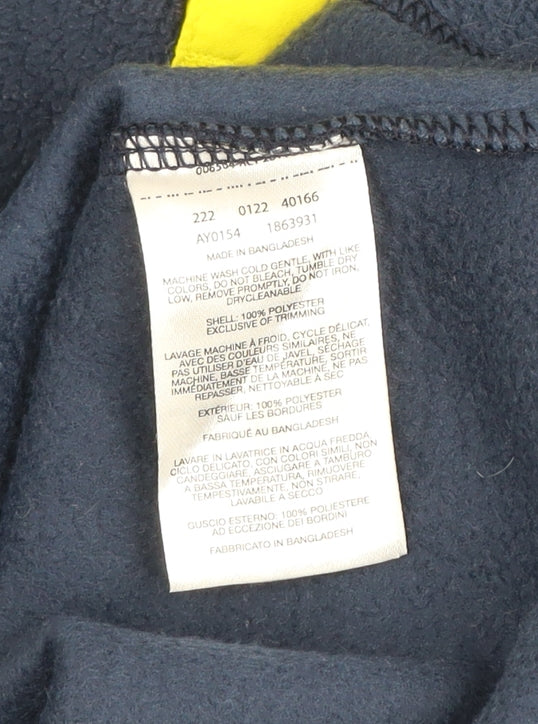 222 0122 40166
AY0154 1863931
MADE IN BANGLADESH
MACHINE WASH COLD GENTLE, WITH LIKE
COLORS, DO NOT BLEACH, TUMBLE DRY
LOW, REMOVE PROMPTLY, DO NOT IRON,
DRYCLEANABLE
SHELL: 100% POLYESTER
EXCLUSIVE OF TRIMMING
LAVAGE MACHINE À FROID, CYCLE DÉLICAT,
AVEC DES COULEURS SIMILAIRES, NE
PAS UTILISER D'EAU DE JAVEL, SÉCHAGE
MACHINE, BASSE TEMPÉRATURE, SORTIR
IMMÉDIATEMENT DE LA MACHINE, NE PAS
REPASSER, NETTOYABLE À SEC
EXTÉRIEUR: 100% POLYESTER
SAUF LES BORDURES
FABRIQUÉ AU BANGLADESH
LAVARE IN LAVATRICE IN ACQUA FREDDA,
CICLO DELICATO, CON COLORI SIMILI, NON
CANDEGGIARE, ASCIUGARE A TAMBURO
A BASSA TEMPERATURA, RIMUOVERE
TEMPESTIVAMENTE, NON STIRARE,
LAVABILE A SECCO
GUSCIO ESTERNO: 100% POLIESTERE
AD ECCEZIONE DEI BORDINI
FABBRICATO IN BANGLADESH